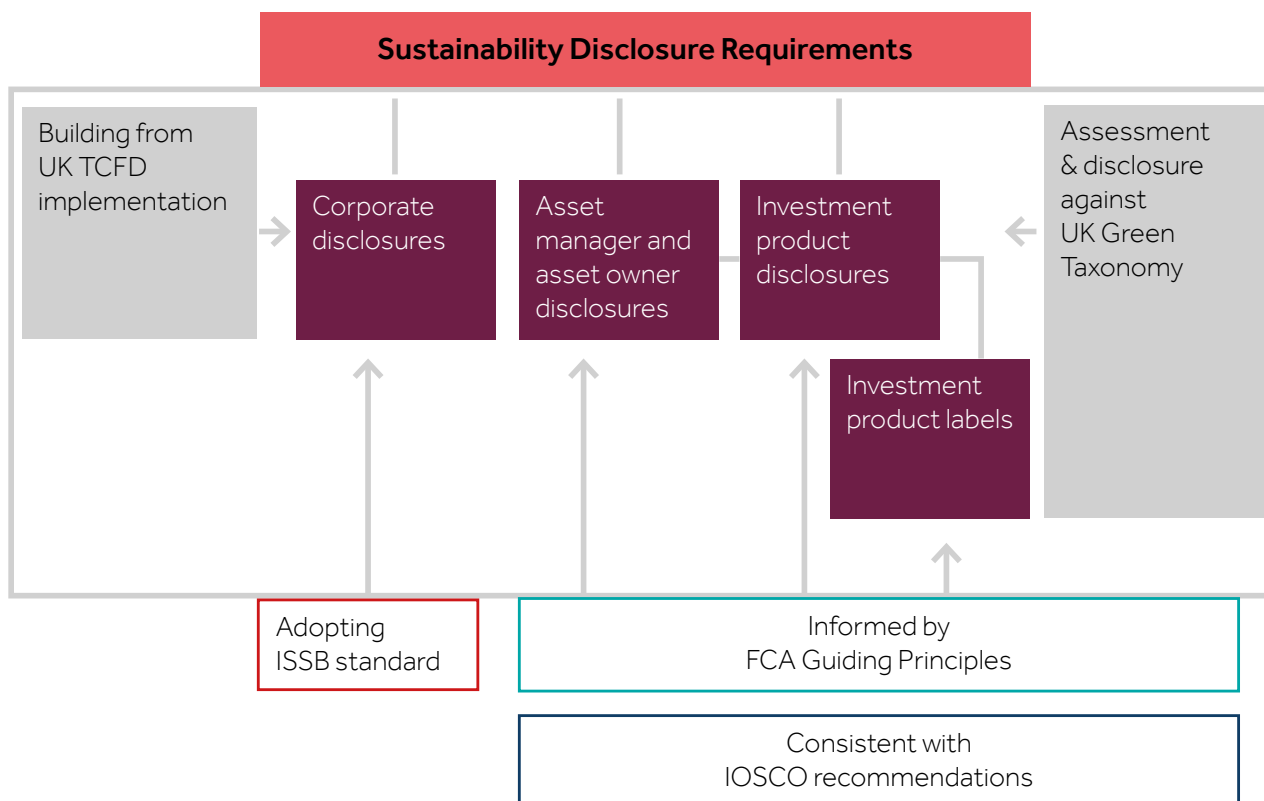 Sustainability Disclosure Requirements
Building from
UK TCFD
implementation
Corporate
disclosures
Asset
manager and
asset owner
disclosures
Investment
product
disclosures
Investment
product labels
Assessment
& disclosure
against
UK Green
Taxonomy
Adopting
ISSB standard
Informed by
FCA Guiding Principles
Consistent with
IOSCO recommendations